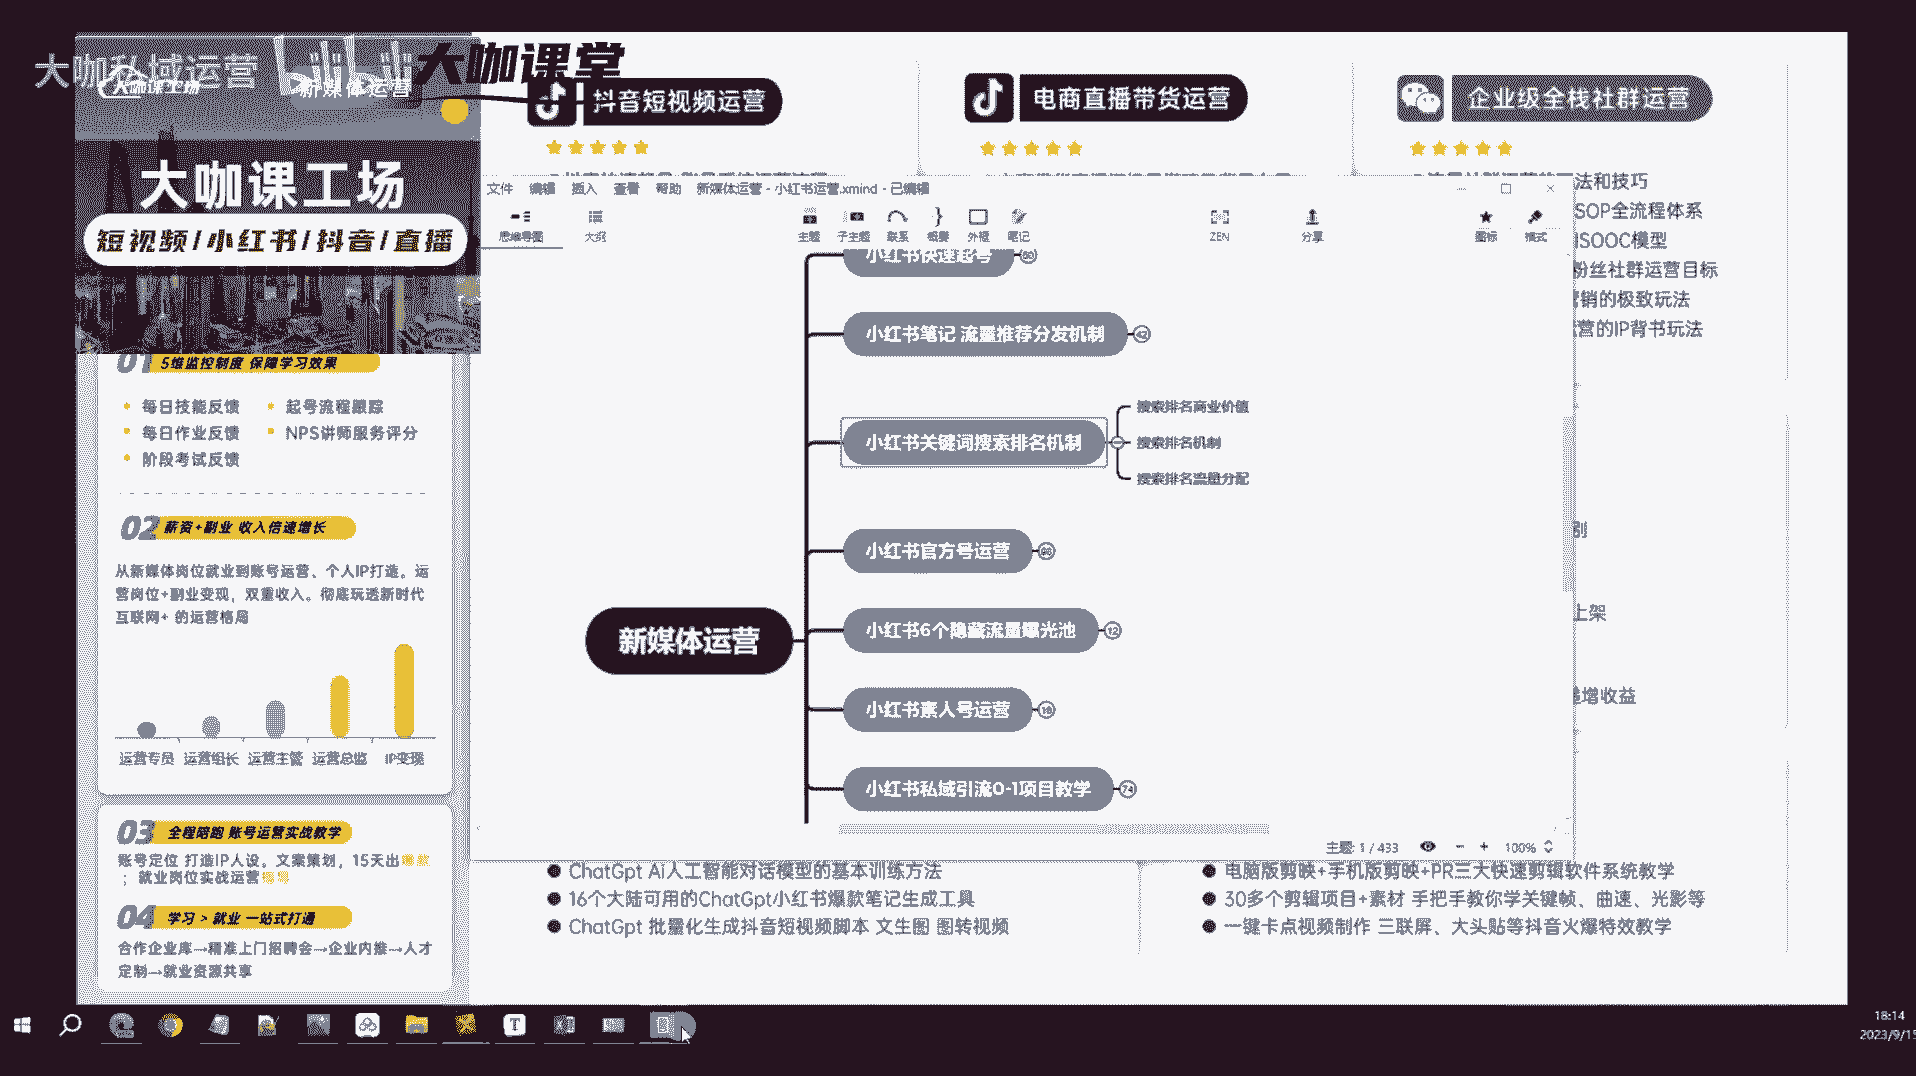 大咖私域运营
大咖课堂
大咖课工场
新媒体运营
大咖课工场
短视频/小红书/抖音/直播
抖音短视频运营
电商直播带货运营
企业级全栈社群运营
文件 编辑 插入 查看 帮助 新媒体运营 - 小红书运营.xmind - 已编辑
思维导图 大纲 主题 子主题 联系 概要 外框 笔记 ZEN 分享 图标 格式
小红书快速起号
小红书笔记 流量推荐分发机制 42
小红书关键词搜索排名机制
搜索排名商业价值
搜索排名机制
搜索排名流量分配
小红书官方号运营
小红书6个隐藏流量曝光池 12
小红书素人号运营
小红书私域引流0-1项目教学 74
新媒体运营
主题: 1 / 433 100%
法和技巧
SOP全流程体系
ISOOC模型
粉丝社群运营目标
营销的极致玩法
营的IP背书玩法
别
上架
增收益
01 5维监控制度 保障学习效果
每日技能反馈 起号流程跟踪
每日作业反馈 NPS讲师服务评分
阶段考试反馈
02 薪资+副业 收入倍速增长
从新媒体岗位就业到账号运营、个人IP打造。运
营岗位+副业变现，双重收入。彻底玩透新时代
互联网+ 的运营格局
运营专员 运营组长 运营主管 运营总监 IP变现
03 全程陪跑 账号运营实战教学
账号定位 打造IP人设。文案策划，15天出
；就业岗位实战运营
04 学习 > 就业 一站式打通
合作企业库→精准上门招聘会→企业内推→人才
定制→就业资源共享
ChatGpt AI人工智能对话模型的基本训练方法
16个大陆可用的ChatGpt小红书爆款笔记生成工具
ChatGpt 批量化生成抖音短视频脚本 文生图 图转视频
电脑版剪映+手机版剪映+PR三大快速剪辑软件系统教学
30多个剪辑项目+素材 手把手教你学关键帧、曲速、光影等
一键卡点视频制作 三联屏、大头贴等抖音火爆特效教学
18:14
2023/9/15